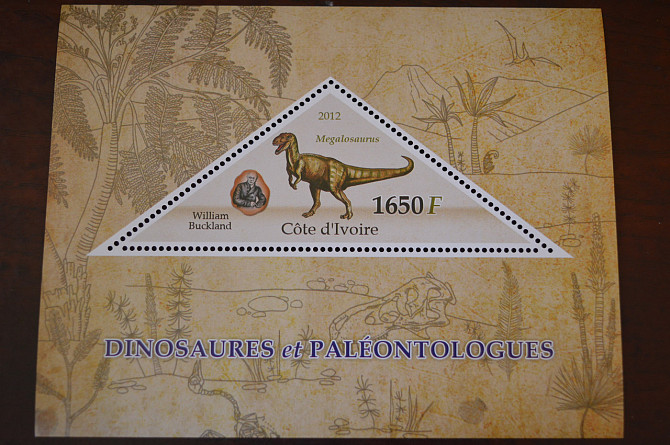 2012
Megalosaurus
William
Buckland
1650 F
Côte d'Ivoire
DINOSAURES et PALÉONTOLOGUES